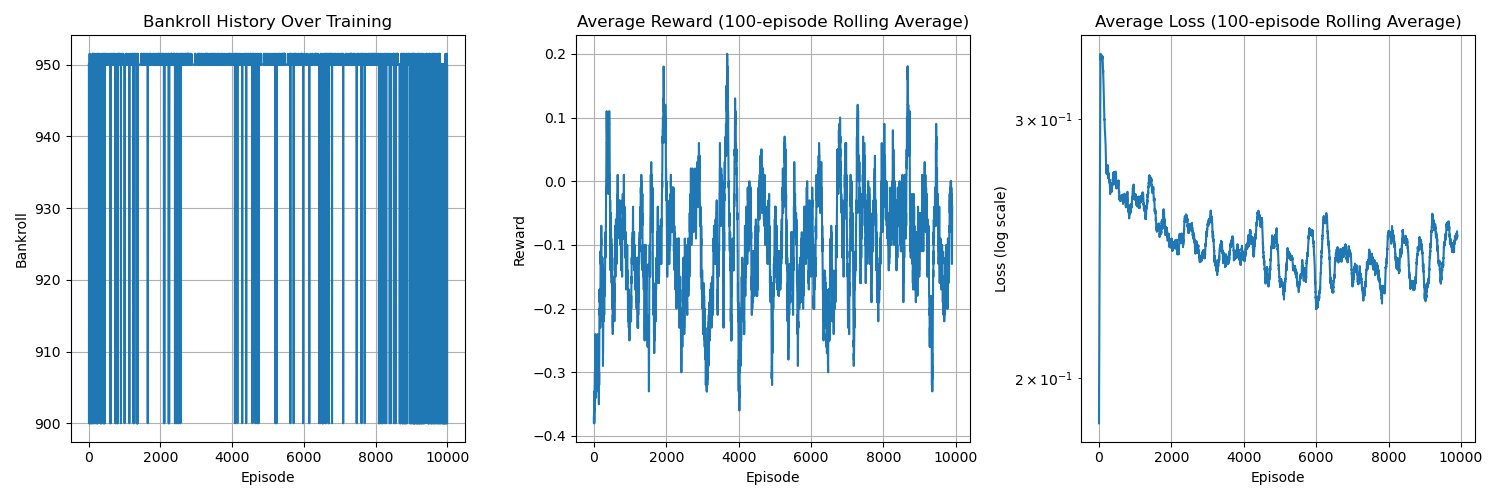 Bankroll History Over Training
950
940
930
920
910
900
Bankroll
0
2000
4000
6000
8000
10000
Episode
Average Reward (100-episode Rolling Average)
0.2
0.1
0.0
−0.1
−0.2
−0.3
−0.4
Reward
0
2000
4000
6000
8000
10000
Episode
Average Loss (100-episode Rolling Average)
3 × 10⁻¹
2 × 10⁻¹
Loss (log scale)
0
2000
4000
6000
8000
10000
Episode